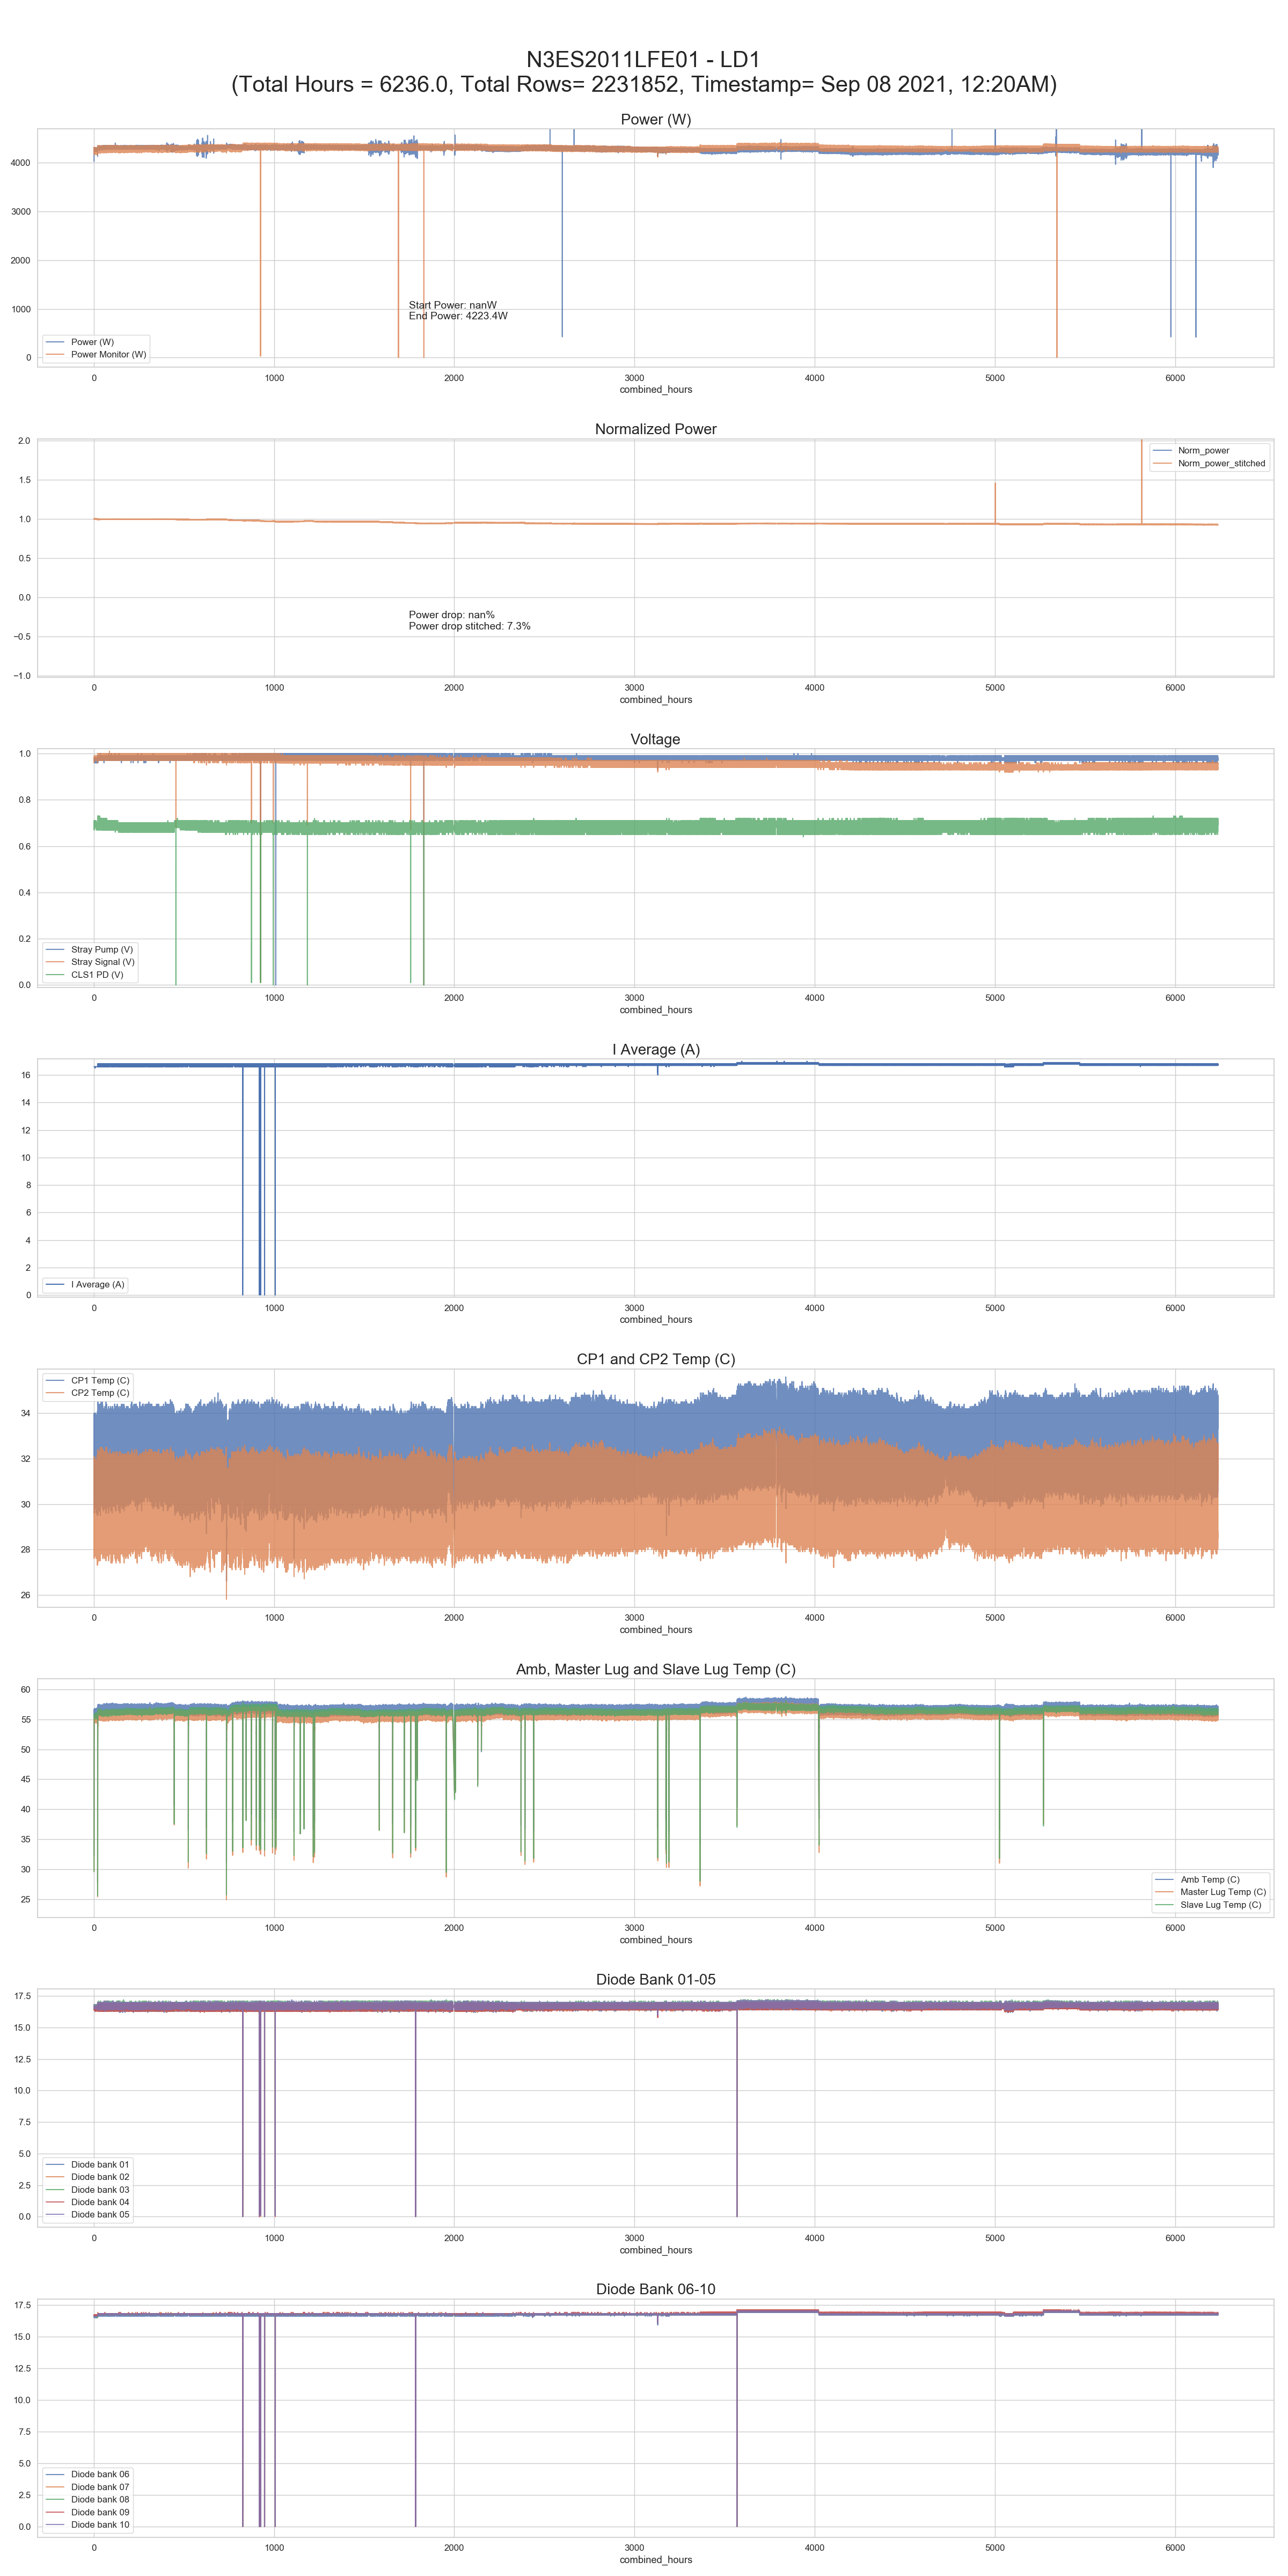 N3ES2011LFE01 - LD1
(Total Hours = 6236.0, Total Rows= 2231852, Timestamp= Sep 08 2021, 12:20AM)
Power (W)
4000
3000
2000
1000
0
Start Power: nanW
End Power: 4223.4W
Power (W)
Power Monitor (W)
0 1000 2000 3000 4000 5000 6000
combined_hours
Normalized Power
2.0
1.5
1.0
0.5
0.0
−0.5
−1.0
Norm_power
Norm_power_stitched
Power drop: nan%
Power drop stitched: 7.3%
0 1000 2000 3000 4000 5000 6000
combined_hours
Voltage
1.0
0.8
0.6
0.4
0.2
0.0
Stray Pump (V)
Stray Signal (V)
CLS1 PD (V)
0 1000 2000 3000 4000 5000 6000
combined_hours
I Average (A)
16
14
12
10
8
6
4
2
0
I Average (A)
0 1000 2000 3000 4000 5000 6000
combined_hours
CP1 and CP2 Temp (C)
CP1 Temp (C)
CP2 Temp (C)
34
32
30
28
26
0 1000 2000 3000 4000 5000 6000
combined_hours
Amb, Master Lug and Slave Lug Temp (C)
60
55
50
45
40
35
30
25
Amb Temp (C)
Master Lug Temp (C)
Slave Lug Temp (C)
0 1000 2000 3000 4000 5000 6000
combined_hours
Diode Bank 01-05
17.5
15.0
12.5
10.0
7.5
5.0
2.5
0.0
Diode bank 01
Diode bank 02
Diode bank 03
Diode bank 04
Diode bank 05
0 1000 2000 3000 4000 5000 6000
combined_hours
Diode Bank 06-10
17.5
15.0
12.5
10.0
7.5
5.0
2.5
0.0
Diode bank 06
Diode bank 07
Diode bank 08
Diode bank 09
Diode bank 10
0 1000 2000 3000 4000 5000 6000
combined_hours